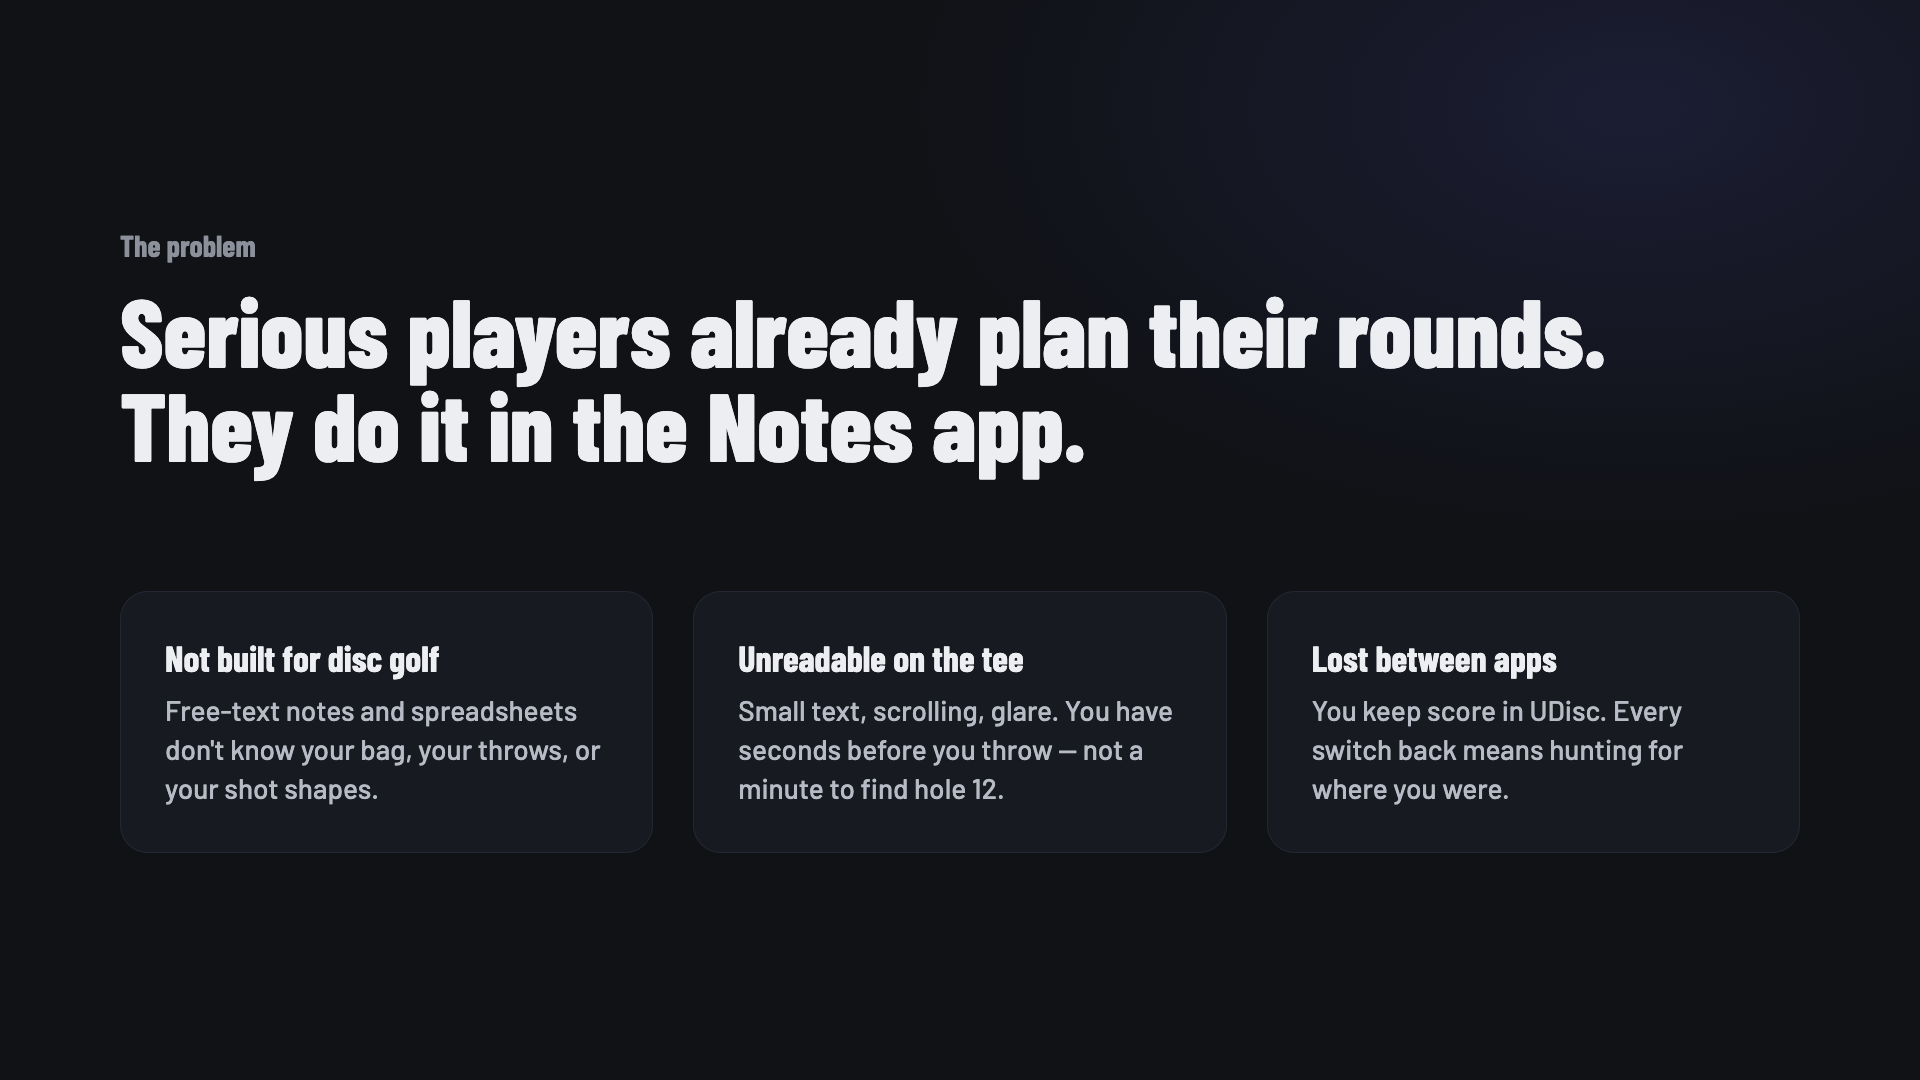 The problem
Serious players already plan their rounds.
They do it in the Notes app.
Not built for disc golf
Free-text notes and spreadsheets
don't know your bag, your throws, or
your shot shapes.
Unreadable on the tee
Small text, scrolling, glare. You have
seconds before you throw — not a
minute to find hole 12.
Lost between apps
You keep score in UDisc. Every
switch back means hunting for
where you were.